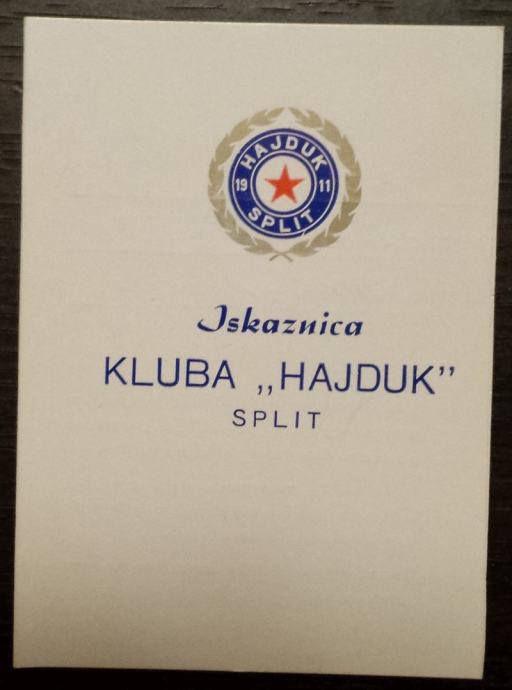 HAJDUK
19 11
SPLIT
Iskaznica
KLUBA „HAJDUK”
SPLIT